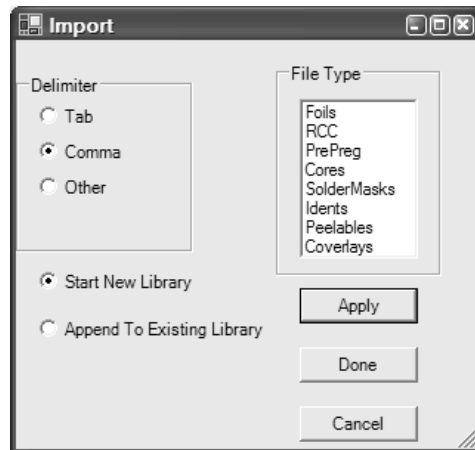 Import
Delimiter
Tab
Comma
Other
Start New Library
Append To Existing Library
File Type
Foils
RCC
PrePreg
Cores
SolderMasks
Idents
Peelables
Coverlays
Apply
Done
Cancel